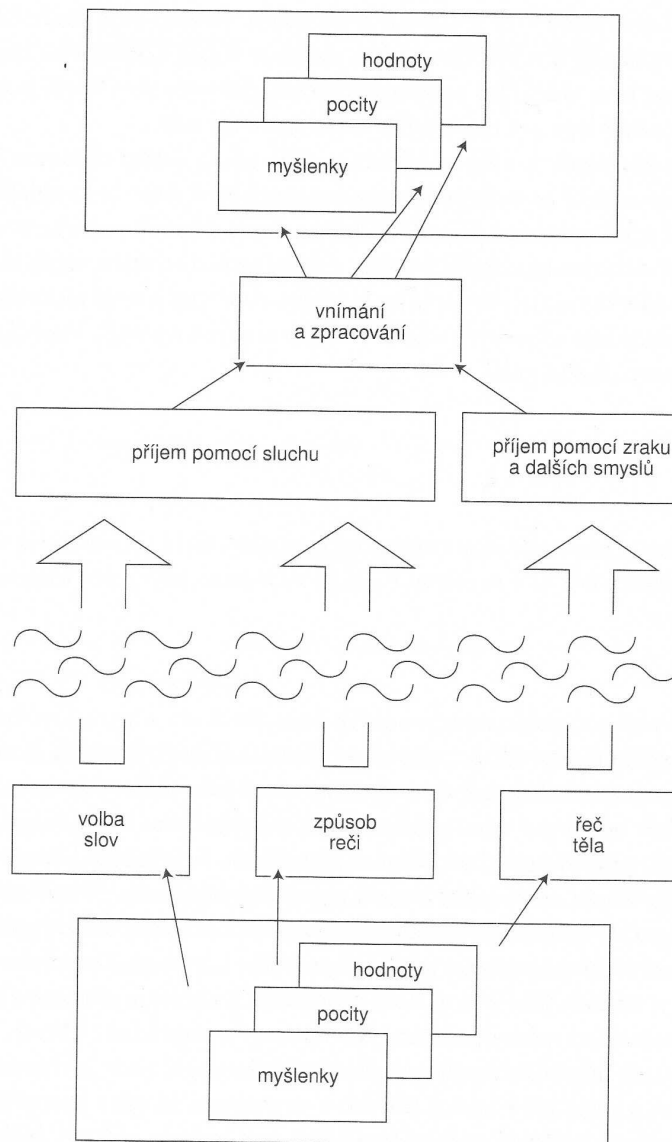 hodnoty
pocity
myšlenky
vnímání
a zpracování
příjem pomocí sluchu
příjem pomocí zraku
a dalších smyslů
volba
slov
způsob
reči
řeč
těla
hodnoty
pocity
myšlenky